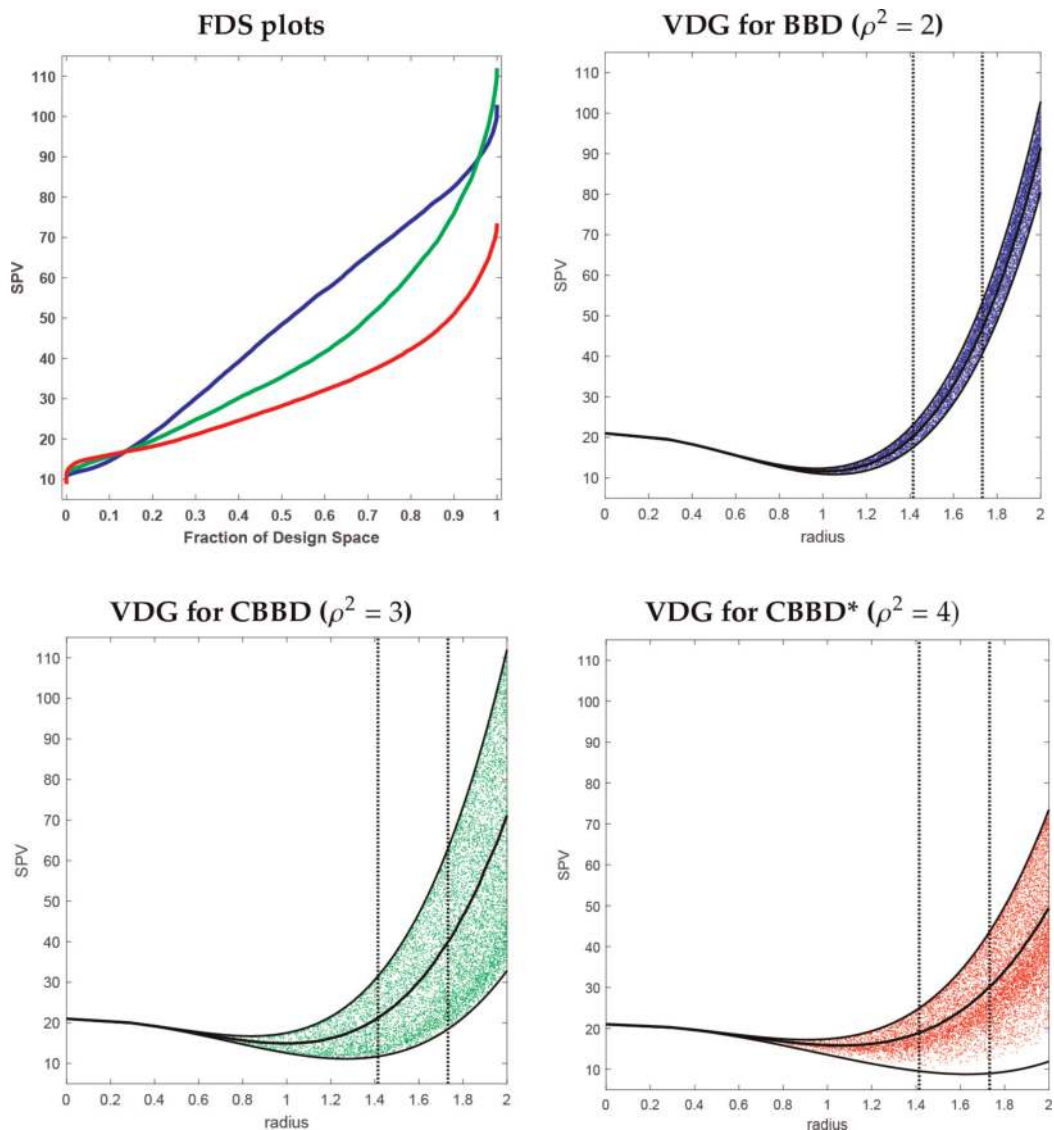 FDS plots
110
100
90
80
70
60
50
40
30
20
10
SPV
0 0.1 0.2 0.3 0.4 0.5 0.6 0.7 0.8 0.9 1
Fraction of Design Space
VDG for BBD (ρ² = 2)
110
100
90
80
70
60
50
40
30
20
10
SPV
0 0.2 0.4 0.6 0.8 1 1.2 1.4 1.6 1.8 2
radius
VDG for CBBD (ρ² = 3)
110
100
90
80
70
60
50
40
30
20
10
SPV
0 0.2 0.4 0.6 0.8 1 1.2 1.4 1.6 1.8 2
radius
VDG for CBBD* (ρ² = 4)
110
100
90
80
70
60
50
40
30
20
10
SPV
0 0.2 0.4 0.6 0.8 1 1.2 1.4 1.6 1.8 2
radius